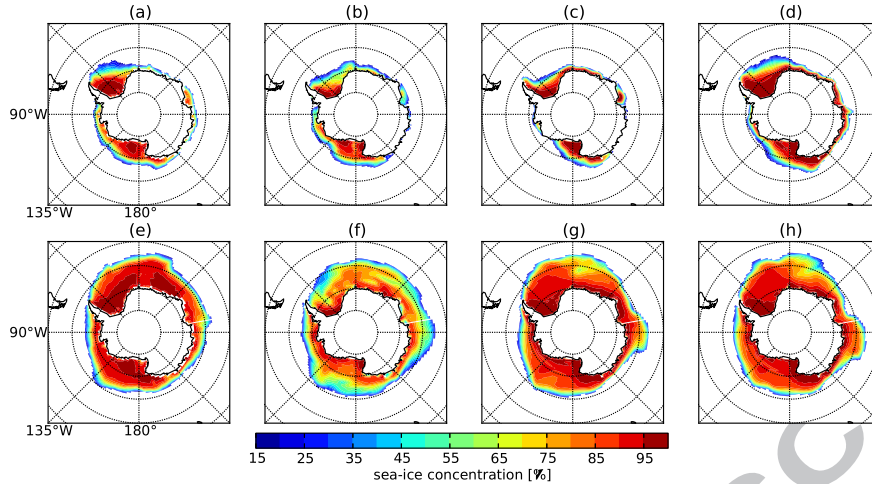 (a) (b) (c) (d)
90°W
135°W 180°
(e) (f) (g) (h)
90°W
135°W 180°
15 25 35 45 55 65 75 85 95
sea-ice concentration [%]